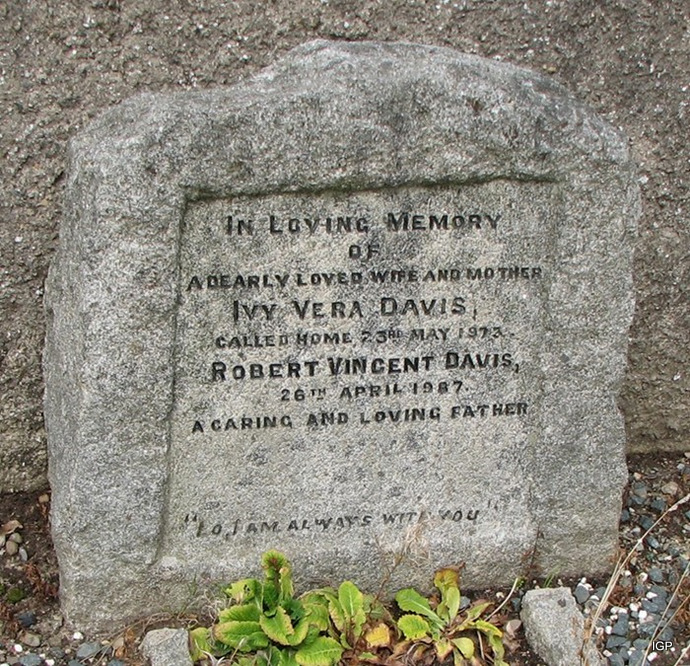 IN LOVING MEMORY
OF
A DEARLY LOVED WIFE AND MOTHER
IVY VERA DAVIS,
CALLED HOME 23RD MAY 1973.
ROBERT VINCENT DAVIS,
26TH APRIL 1987.
A CARING AND LOVING FATHER
"LO, I AM ALWAYS WITH YOU"
IGP